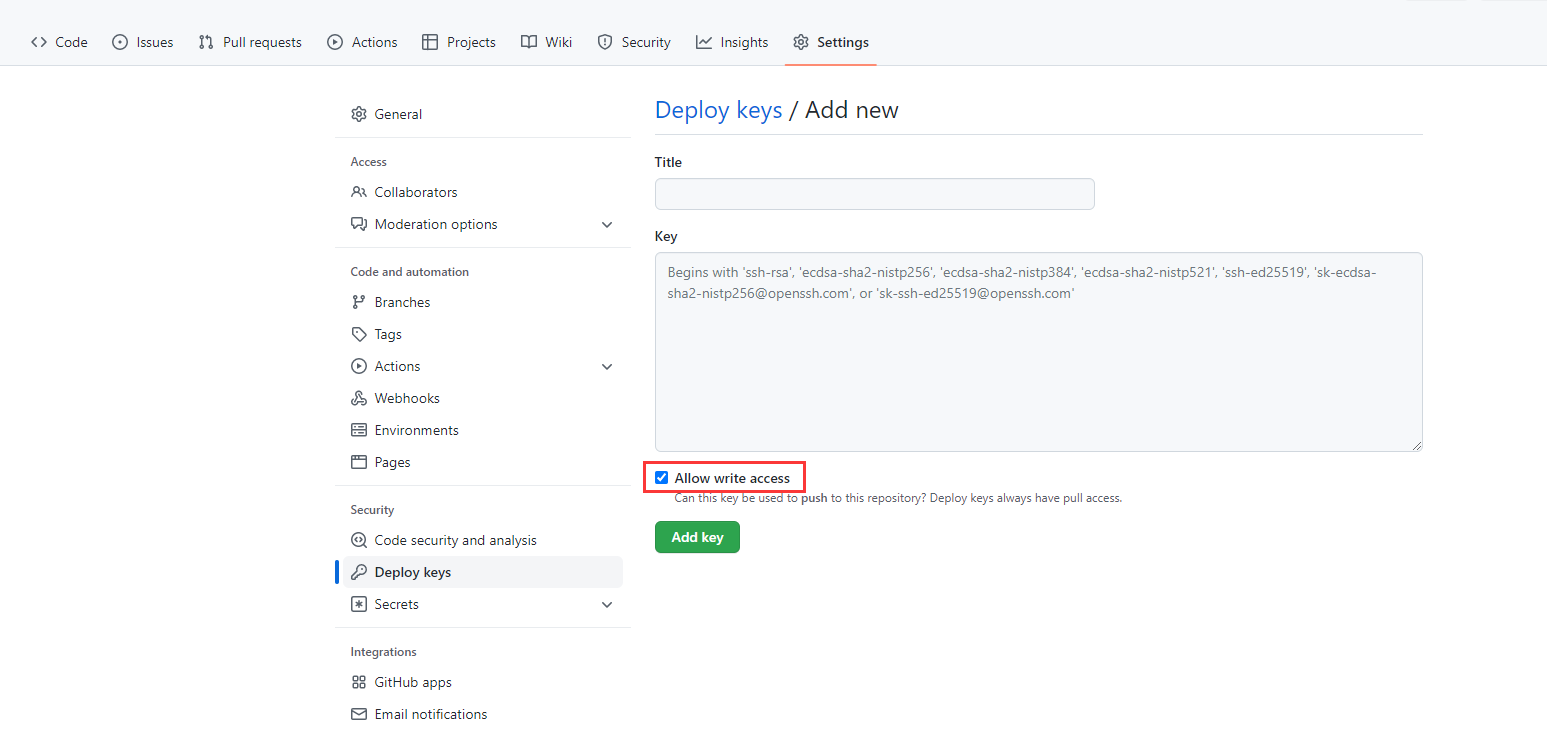 Code Issues Pull requests Actions Projects Wiki Security Insights Settings
General
Access
Collaborators
Moderation options
Code and automation
Branches
Tags
Actions
Webhooks
Environments
Pages
Security
Code security and analysis
Deploy keys
Secrets
Integrations
GitHub apps
Email notifications
Deploy keys / Add new
Title
Key
Begins with 'ssh-rsa', 'ecdsa-sha2-nistp256', 'ecdsa-sha2-nistp384', 'ecdsa-sha2-nistp521', 'ssh-ed25519', 'sk-ecdsa-
sha2-nistp256@openssh.com', or 'sk-ssh-ed25519@openssh.com'
Allow write access
Can this key be used to push to this repository? Deploy keys always have pull access.
Add key